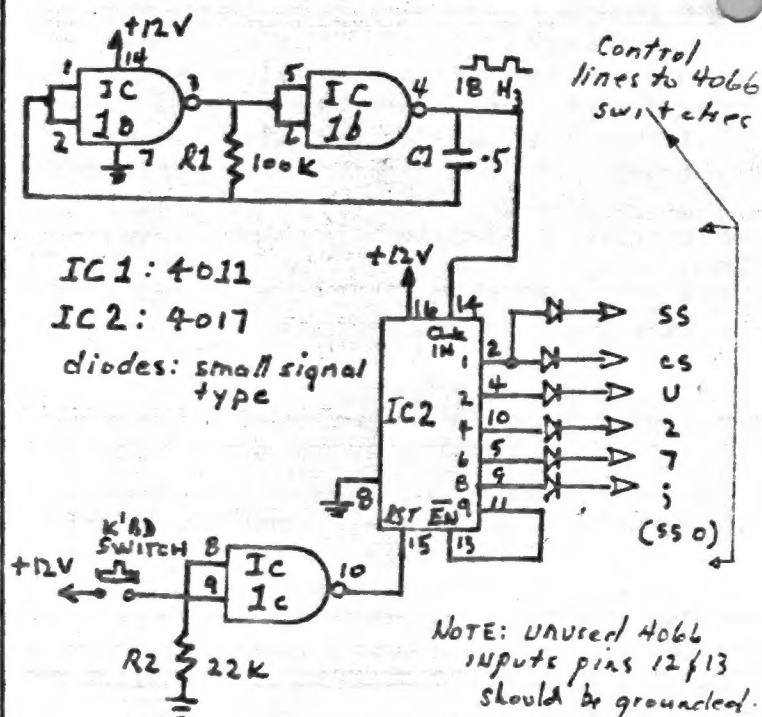 +12V
Control
lines to 4066
switches
14
1
IC
1a
3
2
7
R1
100K
5
IC
1b
4
6
18 Hz
C1
.5
IC1: 4011
IC2: 4017
diodes: small signal
type
+12V
16
14
Clk
IN
IC2
1
2
SS
CS
2
4
U
4
10
2
6
5
7
8
9
j
9
11
(SS O)
8
RST
EN
15
13
K'BD
SWITCH
+12V
8
9
IC
1c
10
R2
22K
NOTE: unused 4066
inputs pins 12/13
should be grounded.